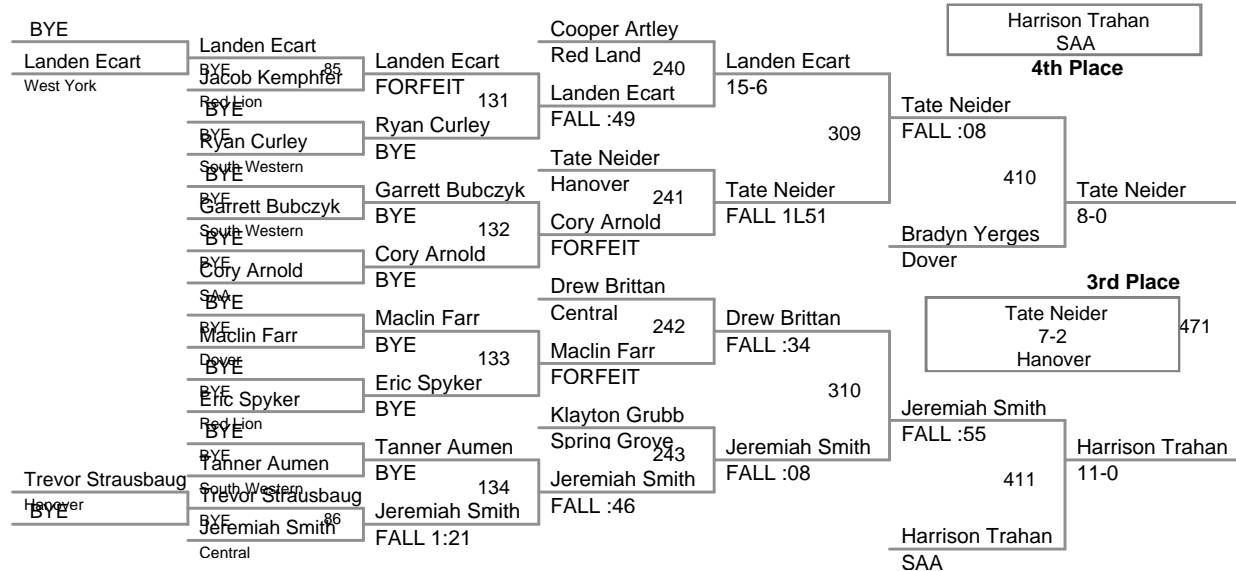 BYE
Landen Ecart
West York
Trevor Strausbaug
Hanover
BYE
Landen Ecart
BYE
85
Jacob Kemphfer
Red Lion
BYE
BYE
Ryan Curley
South Western
BYE
BYE
Garrett Bubczyk
South Western
BYE
BYE
Cory Arnold
SAA
BYE
BYE
Maclin Farr
Dover
BYE
BYE
Eric Spyker
Red Lion
BYE
BYE
Tanner Aumen
South Western
Trevor Strausbaug
BYE
86
Jeremiah Smith
Central
Landen Ecart
FORFEIT
131
Ryan Curley
BYE
Garrett Bubczyk
BYE
132
Cory Arnold
BYE
Maclin Farr
BYE
133
Eric Spyker
BYE
Tanner Aumen
BYE
134
Jeremiah Smith
FALL 1:21
Cooper Artley
Red Land
240
Landen Ecart
FALL :49
Tate Neider
Hanover
241
Cory Arnold
FORFEIT
Drew Brittan
Central
242
Maclin Farr
FORFEIT
Klayton Grubb
Spring Grove
243
Jeremiah Smith
FALL :46
Landen Ecart
15-6
309
Tate Neider
FALL 1L51
Drew Brittan
FALL :34
310
Jeremiah Smith
FALL :08
Tate Neider
FALL :08
410
Bradyn Yerges
Dover
Jeremiah Smith
FALL :55
411
Harrison Trahan
SAA
Harrison Trahan
SAA
4th Place
Tate Neider
8-0
3rd Place
Tate Neider
7-2
Hanover
471
Harrison Trahan
11-0